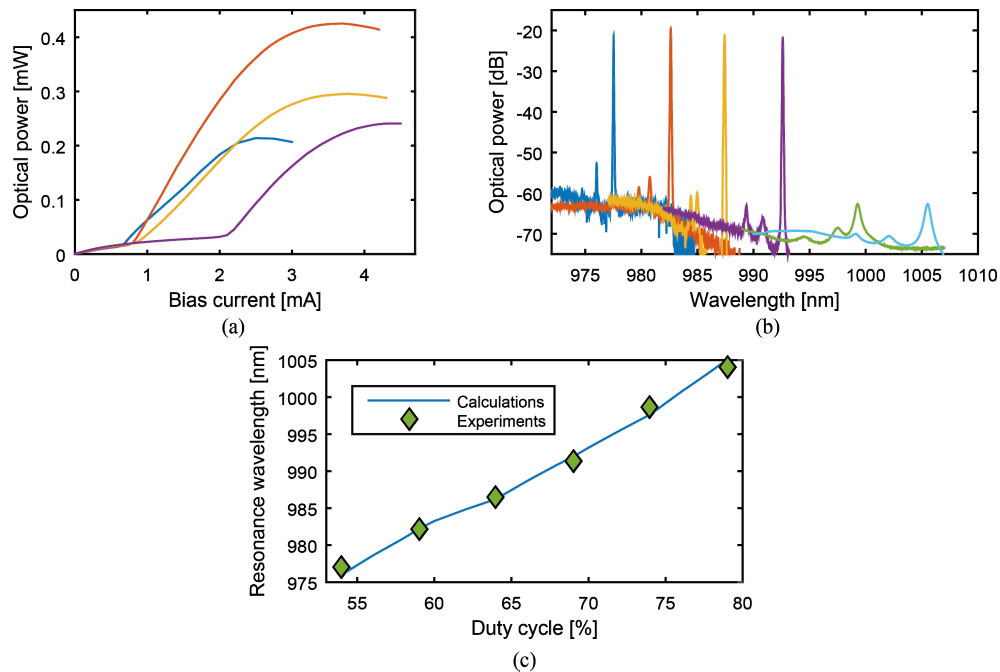 0.4
0.3
0.2
0.1
0
Optical power [mW]
0 1 2 3 4
Bias current [mA]
(a)
-20
-30
-40
-50
-60
-70
Optical power [dB]
975 980 985 990 995 1000 1005 1010
Wavelength [nm]
(b)
1005
1000
995
990
985
980
975
Resonance wavelength [nm]
Calculations
Experiments
55 60 65 70 75 80
Duty cycle [%]
(c)